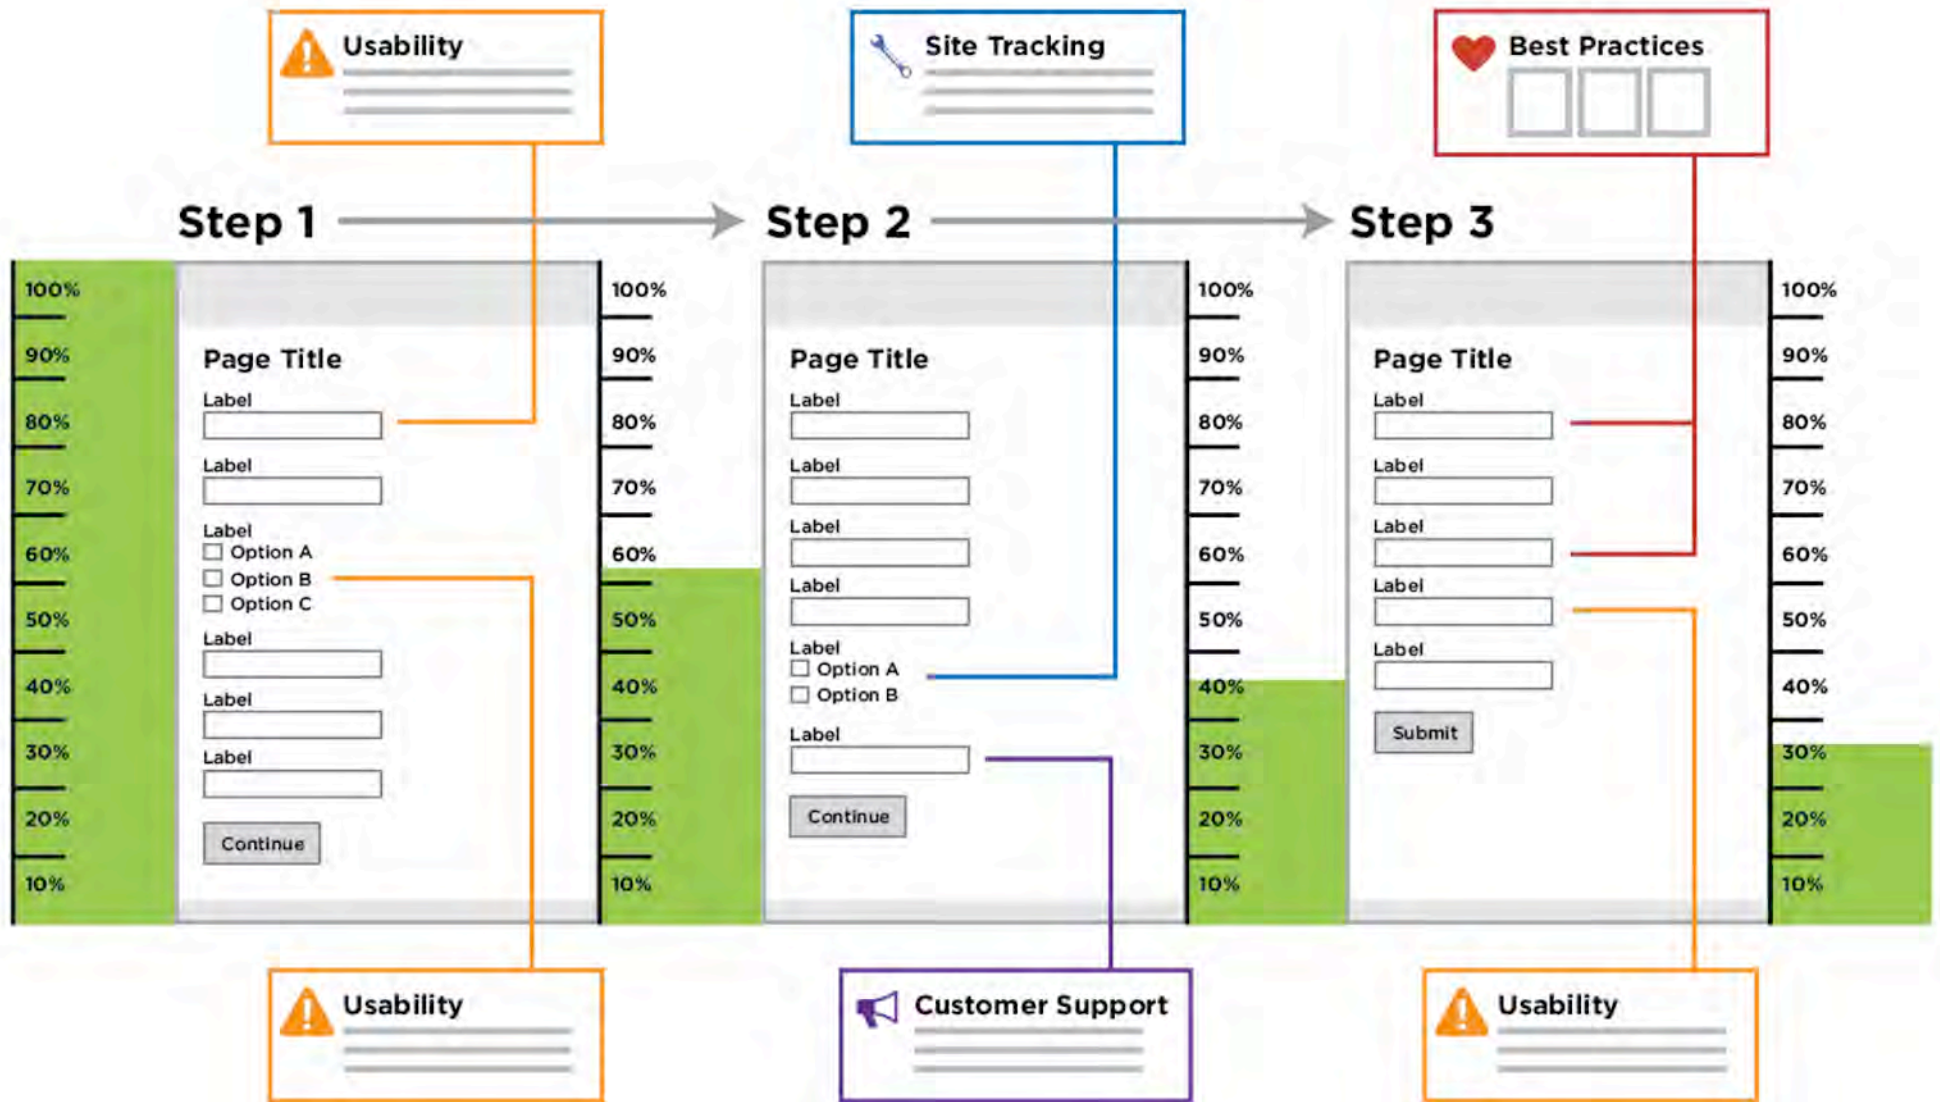 Usability
Site Tracking
Best Practices
Step 1
Step 2
Step 3
100%
90%
80%
70%
60%
50%
40%
30%
20%
10%
Page Title
Label
Label
Label
Option A
Option B
Option C
Label
Label
Label
Continue
100%
90%
80%
70%
60%
50%
40%
30%
20%
10%
Page Title
Label
Label
Label
Label
Label
Option A
Option B
Label
Continue
100%
90%
80%
70%
60%
50%
40%
30%
20%
10%
Page Title
Label
Label
Label
Label
Label
Submit
100%
90%
80%
70%
60%
50%
40%
30%
20%
10%
Usability
Customer Support
Usability